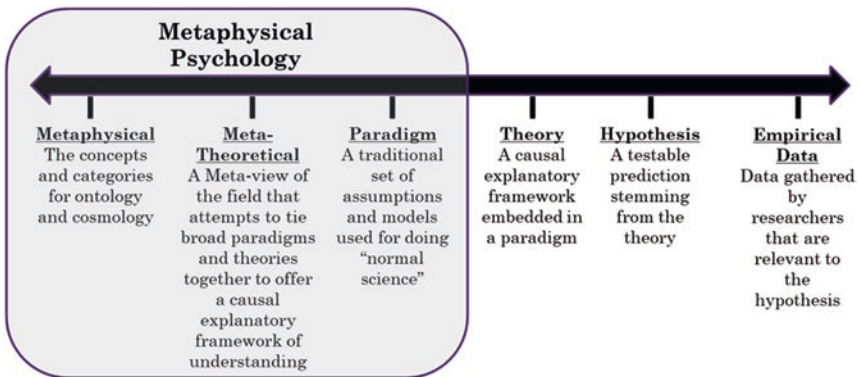 Metaphysical
Psychology
Metaphysical
The concepts
and categories
for ontology
and cosmology
Meta-
Theoretical
A Meta-view of
the field that
attempts to tie
broad paradigms
and theories
together to offer
a causal
explanatory
framework of
understanding
Paradigm
A traditional
set of
assumptions
and models
used for doing
“normal
science”
Theory
A causal
explanatory
framework
embedded in
a paradigm
Hypothesis
A testable
prediction
stemming
from the
theory
Empirical
Data
Data gathered
by
researchers
that are
relevant to
the
hypothesis